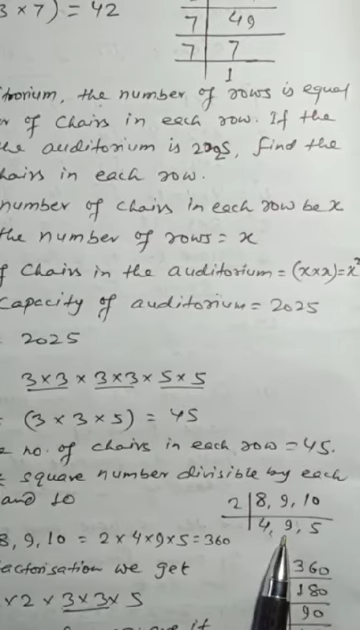 3 × 7) = 42
7 | 49
7 | 7
1
itorium, the number of rows is equal
r of Chairs in each row. If the
he auditorium is 2025, find the
hairs in each row.
number of chairs in each row be x
the number of rows = x
f Chairs in the auditorium = (x×x)=x²
Capacity of auditorium = 2025
= 2025
3×3 × 3×3 × 5×5
= (3 × 3 × 5) = 45
no. of chairs in each row = 45.
square number divisible by each
and 10
2 | 8, 9, 10
4, 9, 5
8, 9, 10 = 2×4×9×5=360
actorisation we get
360
180
90
×2 × 3×3× 5